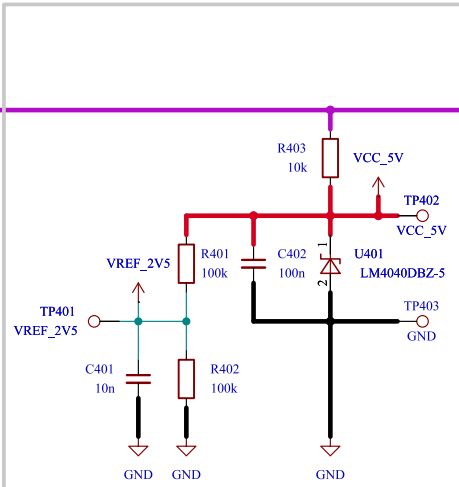 R403
10k
VCC_5V
TP402
VCC_5V
R401
100k
C402
100n
1
2
U401
LM4040DBZ-5
VREF_2V5
TP401
VREF_2V5
TP403
GND
C401
10n
R402
100k
GND
GND
GND